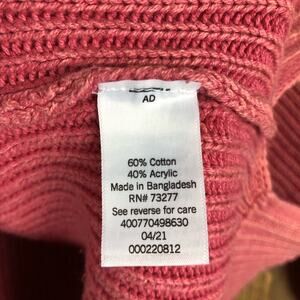 AD
60% Cotton
40% Acrylic
Made in Bangladesh
RN# 73277
See reverse for care
400770498630
04/21
000220812